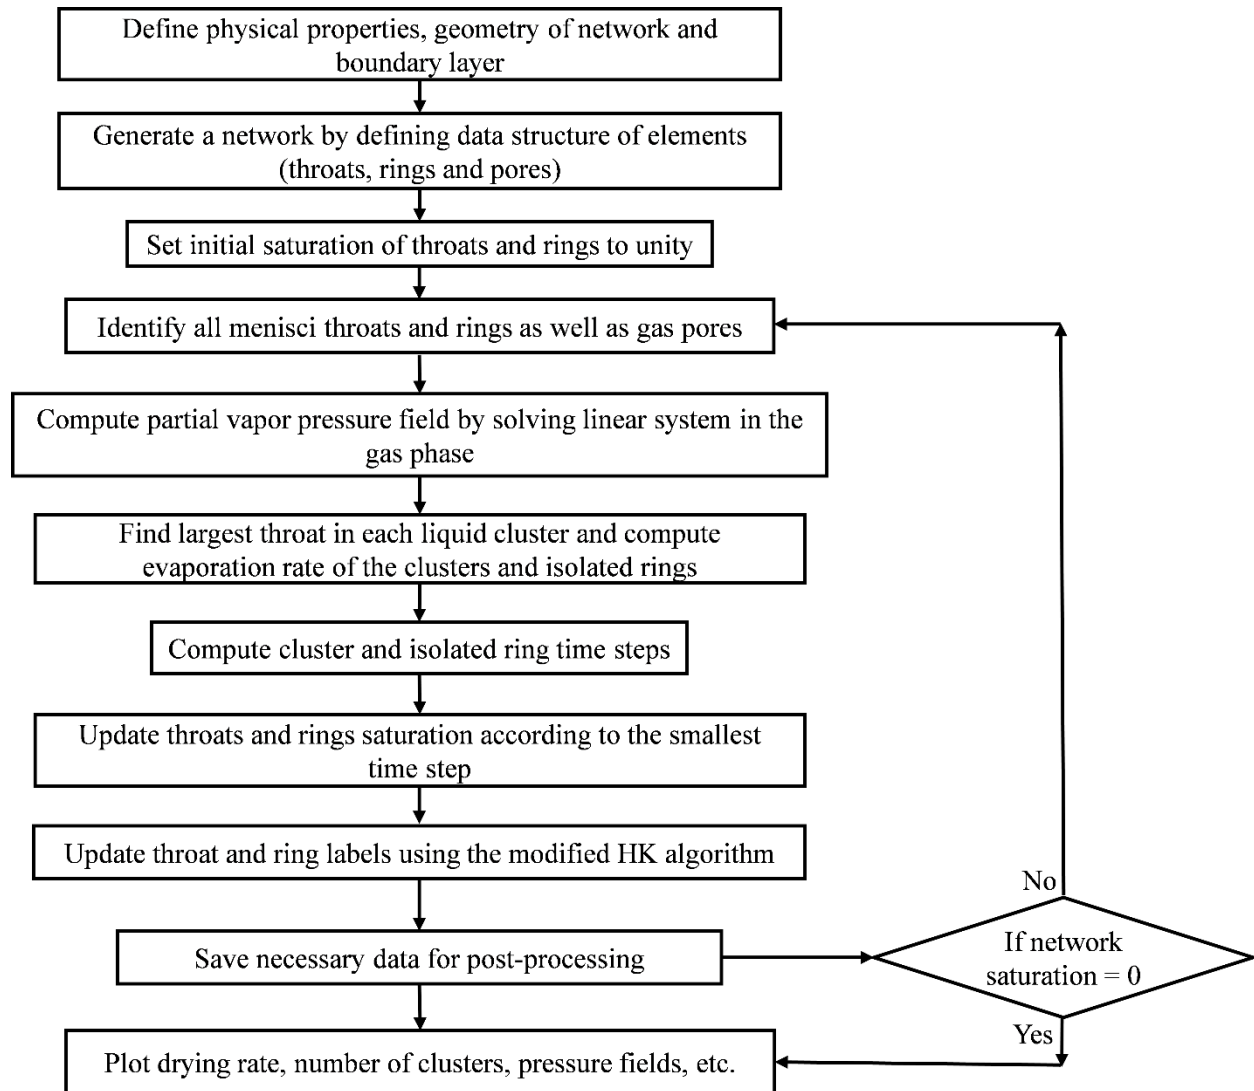 Define physical properties, geometry of network and
boundary layer
Generate a network by defining data structure of elements
(throats, rings and pores)
Set initial saturation of throats and rings to unity
Identify all menisci throats and rings as well as gas pores
Compute partial vapor pressure field by solving linear system in the
gas phase
Find largest throat in each liquid cluster and compute
evaporation rate of the clusters and isolated rings
Compute cluster and isolated ring time steps
Update throats and rings saturation according to the smallest
time step
Update throat and ring labels using the modified HK algorithm
No
Save necessary data for post-processing
If network
saturation = 0
Yes
Plot drying rate, number of clusters, pressure fields, etc.